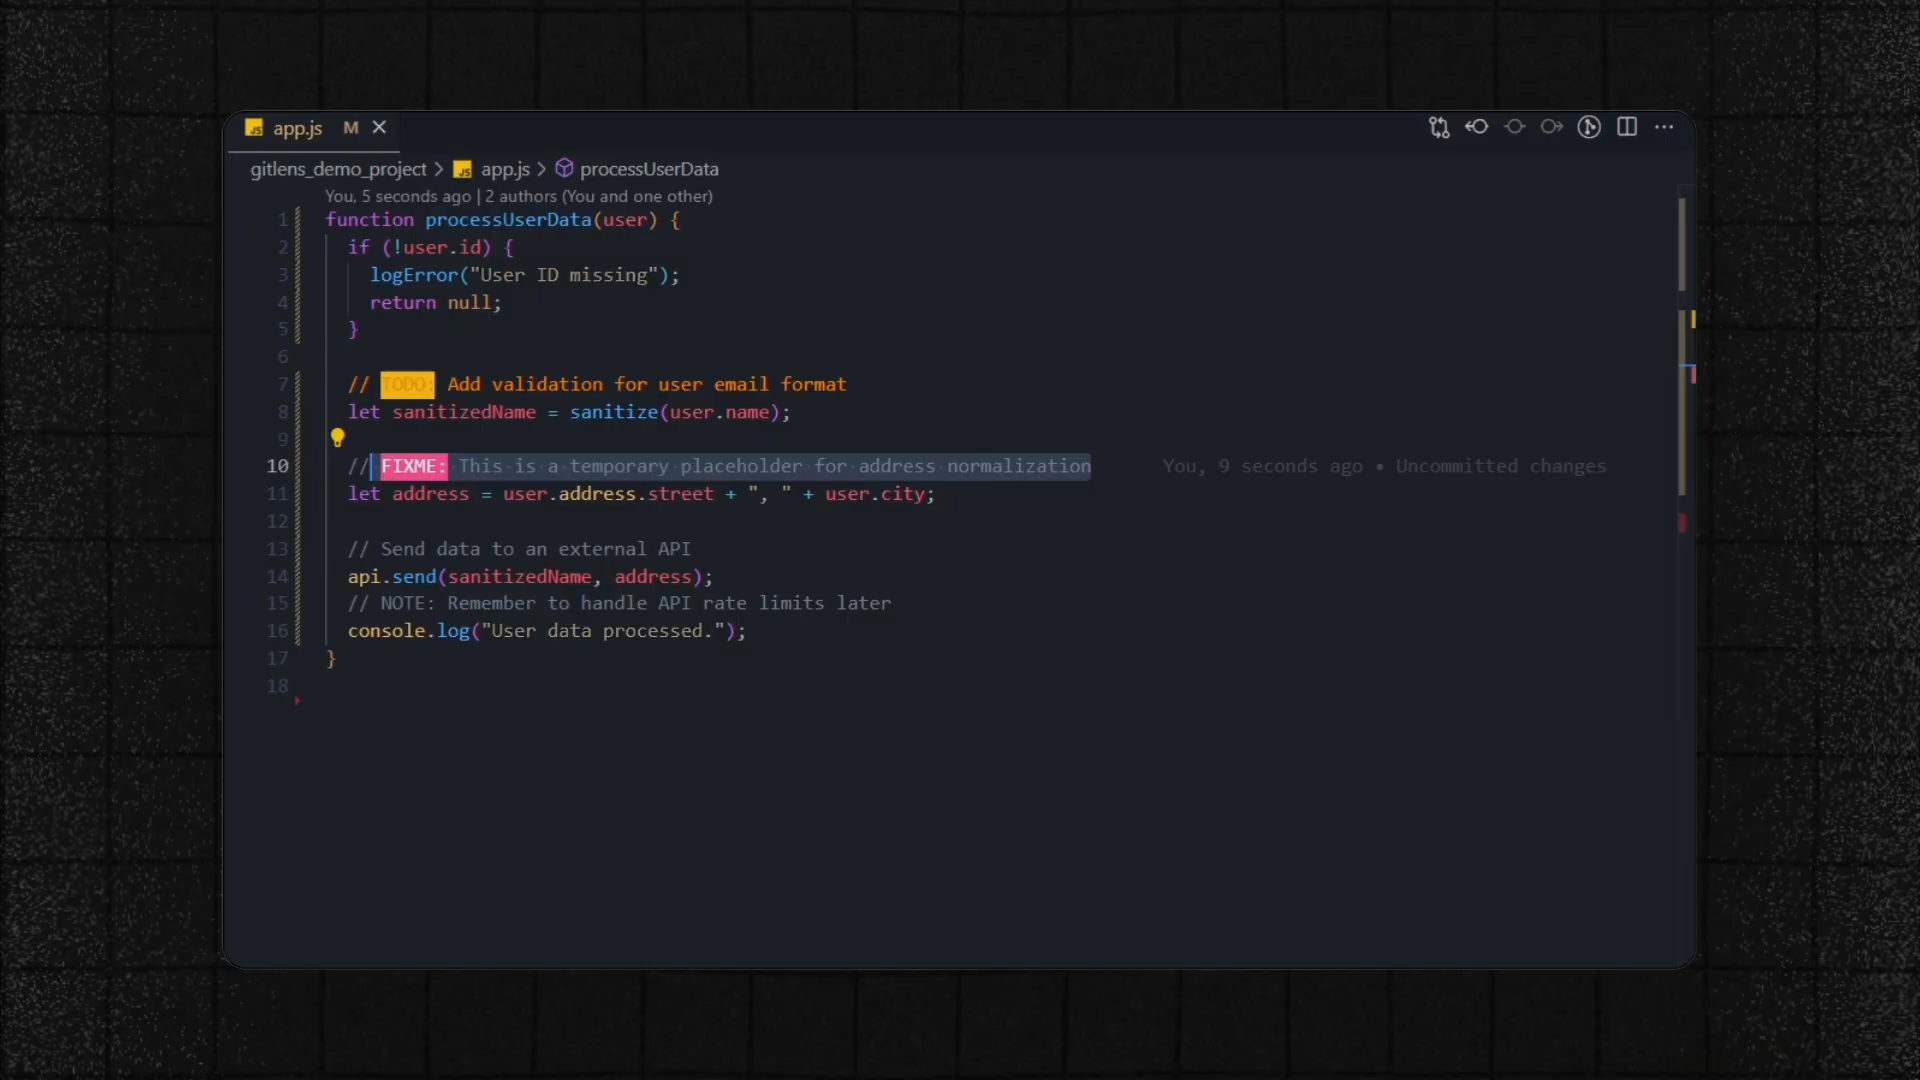 JS app.js M
gitlens_demo_project > JS app.js > processUserData
You, 5 seconds ago | 2 authors (You and one other)
1 function processUserData(user) {
2 if (!user.id) {
3 logError("User ID missing");
4 return null;
5 }
6
7 // TODO: Add validation for user email format
8 let sanitizedName = sanitize(user.name);
9
10 // FIXME: This is a temporary placeholder for address normalization You, 9 seconds ago • Uncommitted changes
11 let address = user.address.street + ", " + user.city;
12
13 // Send data to an external API
14 api.send(sanitizedName, address);
15 // NOTE: Remember to handle API rate limits later
16 console.log("User data processed.");
17 }
18